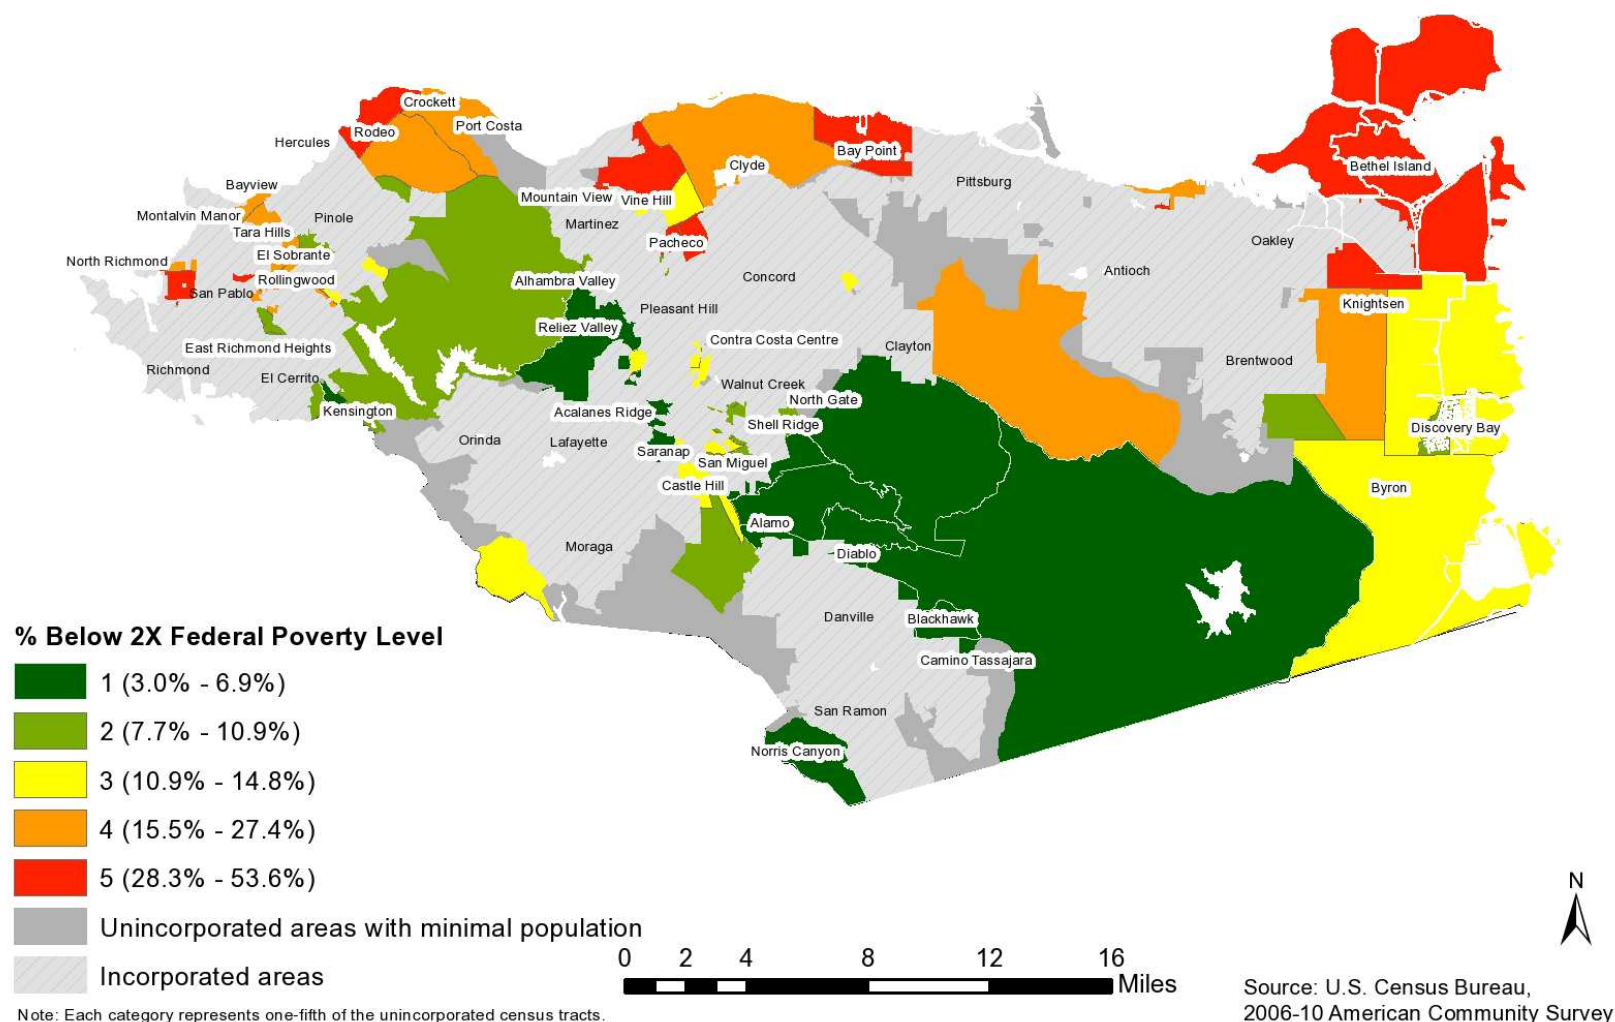 Crockett
Port Costa
Rodeo
Hercules
Bay Point
Clyde
Bethel Island
Bayview
Mountain View
Vine Hill
Pittsburg
Montalvin Manor
Pinole
Martinez
Tara Hills
Pacheco
Oakley
El Sobrante
North Richmond
Rollingwood
San Pablo
Alhambra Valley
Concord
Antioch
Pleasant Hill
Knightsen
Reliez Valley
Contra Costa Centre
East Richmond Heights
Clayton
Brentwood
Richmond
El Cerrito
Walnut Creek
North Gate
Kensington
Acalanes Ridge
Shell Ridge
Discovery Bay
Orinda
Lafayette
Saranap
San Miguel
Castle Hill
Byron
Alamo
Moraga
Diablo
Danville
Blackhawk
Camino Tassajara
San Ramon
Norris Canyon
% Below 2X Federal Poverty Level
1 (3.0% - 6.9%)
2 (7.7% - 10.9%)
3 (10.9% - 14.8%)
4 (15.5% - 27.4%)
5 (28.3% - 53.6%)
Unincorporated areas with minimal population
Incorporated areas
Note: Each category represents one-fifth of the unincorporated census tracts.
0 2 4 8 12 16
Miles
N
Source: U.S. Census Bureau,
2006-10 American Community Survey